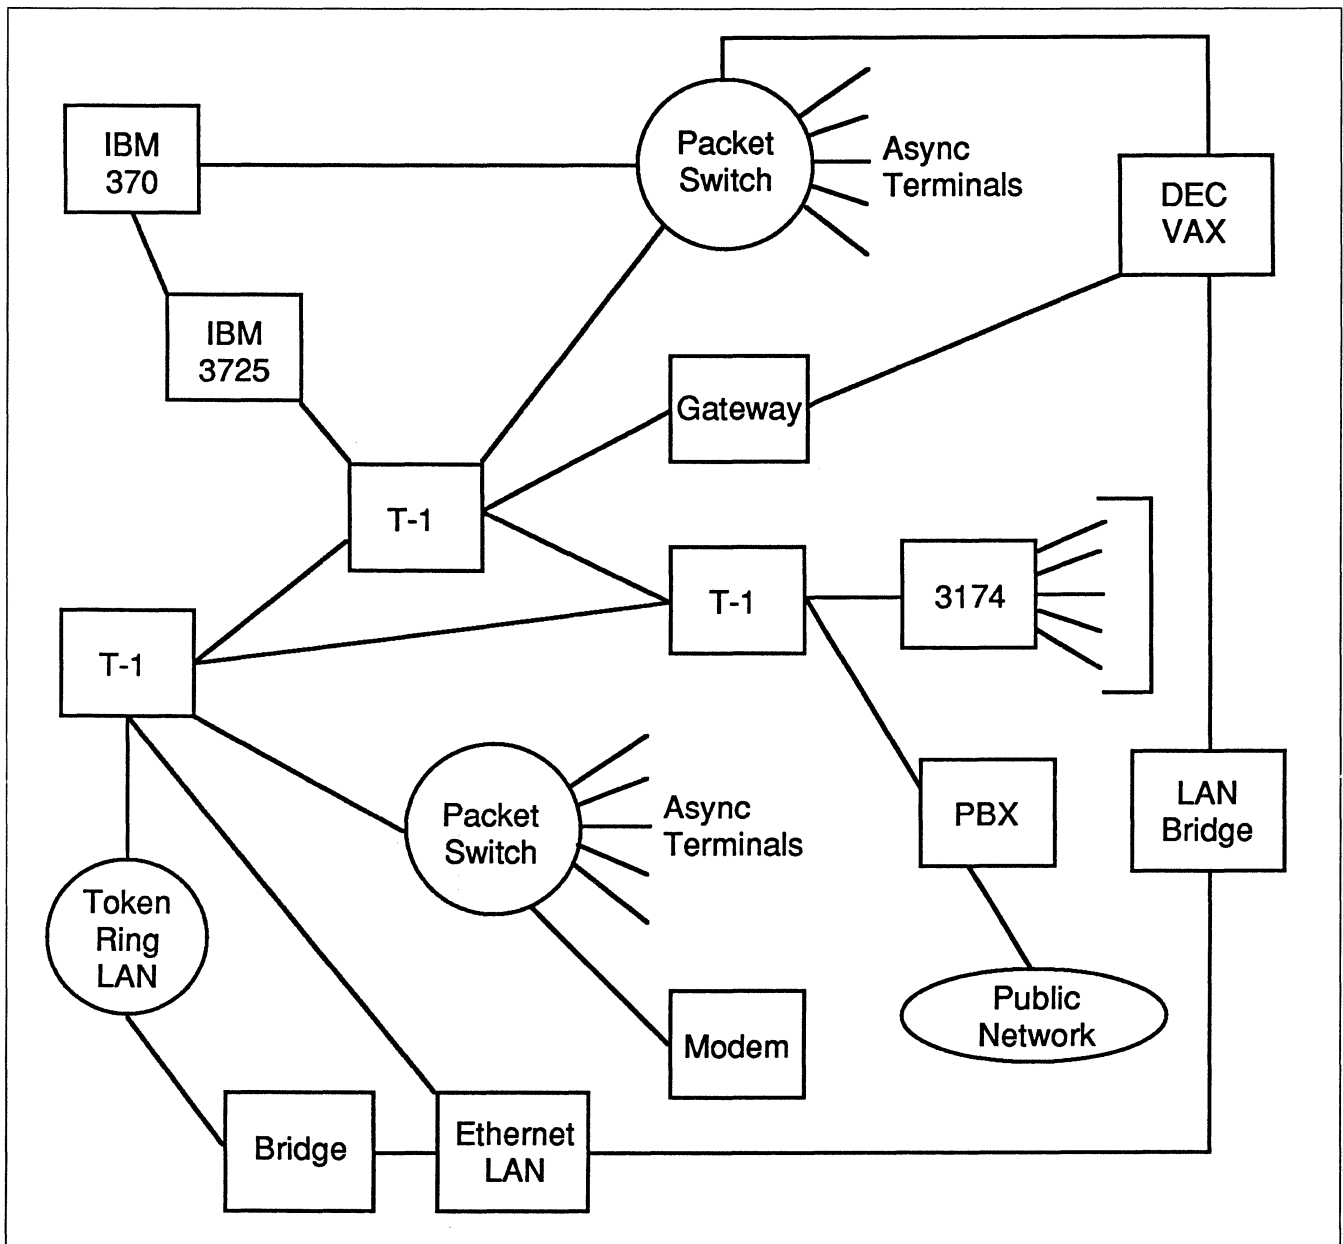 IBM
370
Packet
Switch
Async
Terminals
DEC
VAX
IBM
3725
Gateway
T-1
T-1
3174
T-1
Packet
Switch
Async
Terminals
PBX
LAN
Bridge
Token
Ring
LAN
Modem
Public
Network
Bridge
Ethernet
LAN